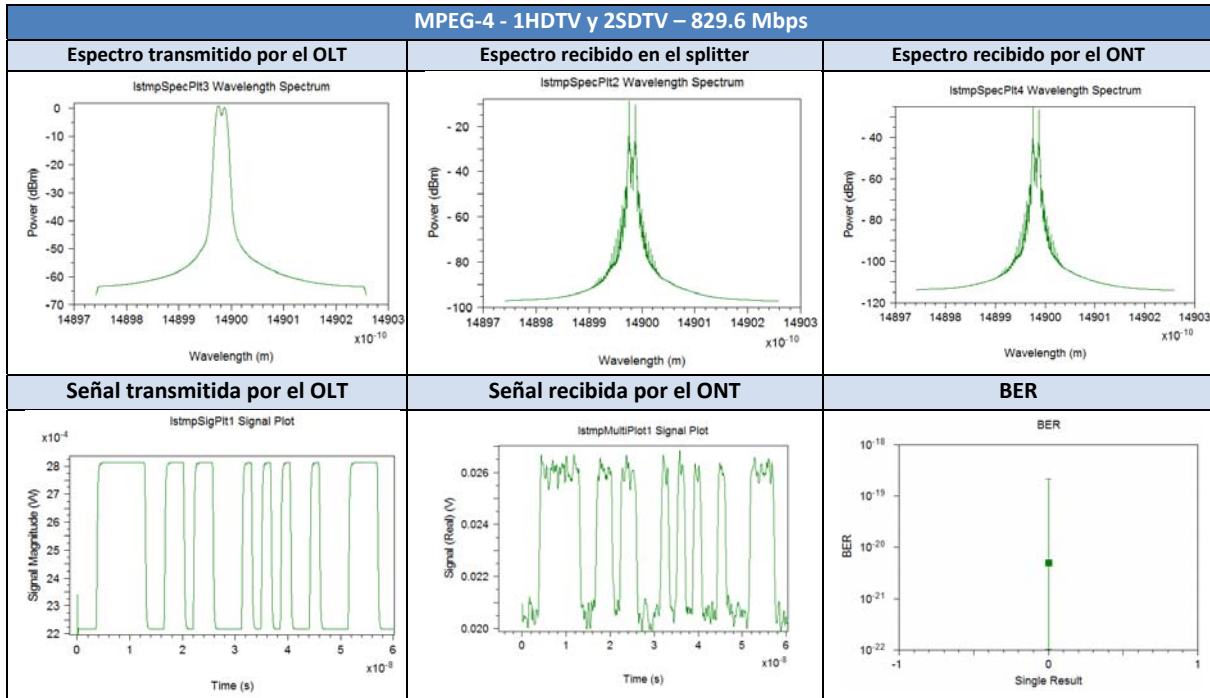 MPEG-4 - 1HDTV y 2SDTV – 829.6 Mbps
Espectro transmitido por el OLT
Espectro recibido en el splitter
Espectro recibido por el ONT
IstmpSpecPlt3 Wavelength Spectrum
0
-10
-20
-30
-40
-50
-60
-70
Power (dBm)
14897 14898 14899 14900 14901 14902 14903
x10-10
Wavelength (m)
IstmpSpecPlt2 Wavelength Spectrum
- 20
- 40
- 60
- 80
-100
Power (dBm)
14897 14898 14899 14900 14901 14902 14903
x10-10
Wavelength (m)
IstmpSpecPlt4 Wavelength Spectrum
- 40
- 60
- 80
-100
-120
Power (dBm)
14897 14898 14899 14900 14901 14902 14903
x10-10
Wavelength (m)
Señal transmitida por el OLT
Señal recibida por el ONT
BER
IstmpSigPlt1 Signal Plot
x10-4
28
27
26
25
24
23
22
Signal Magnitude (W)
0 1 2 3 4 5 6
x10-8
Time (s)
IstmpMultiPlot1 Signal Plot
0.026
0.024
0.022
0.020
Signal (Real) (V)
0 1 2 3 4 5 6
x10-8
Time (s)
BER
10-18
10-19
10-20
10-21
10-22
BER
-1 0 1
Single Result